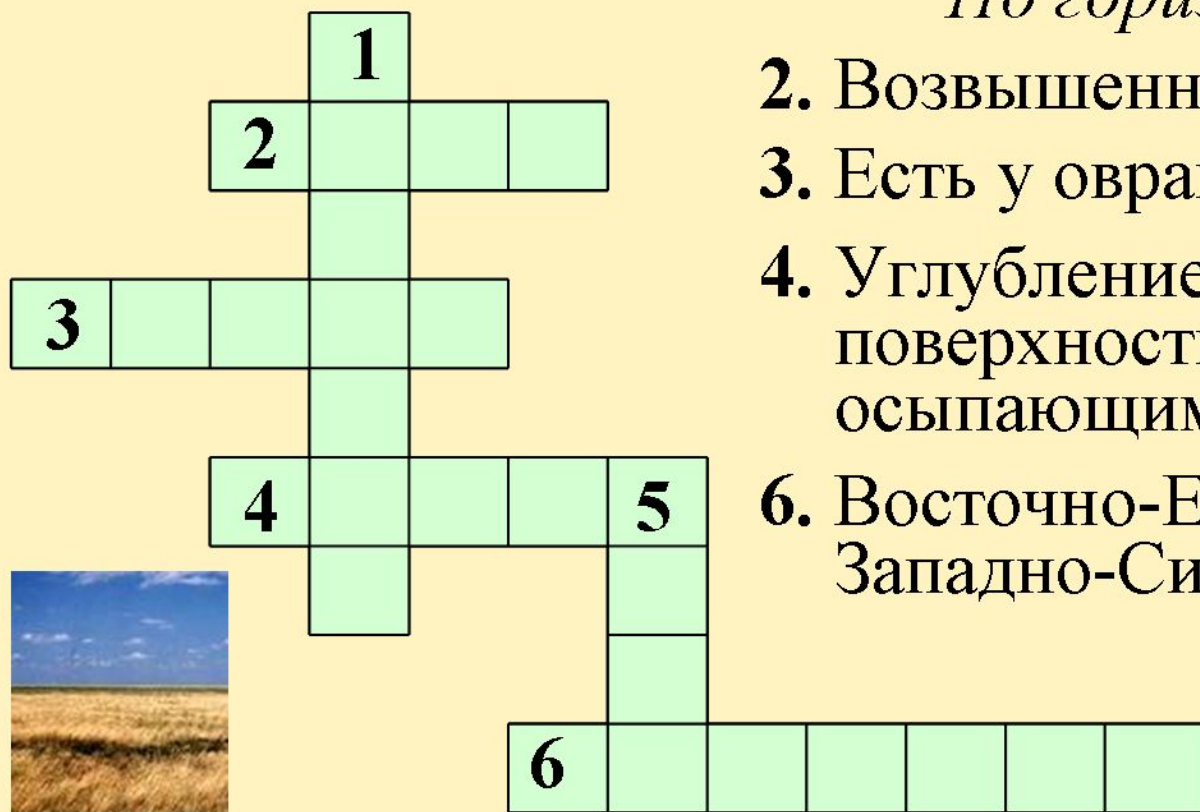 1
2
3
4 5
6
2. Возвышенн
3. Есть у овра
4. Углубление
поверхност
осыпающим
6. Восточно-Е
Западно-Си